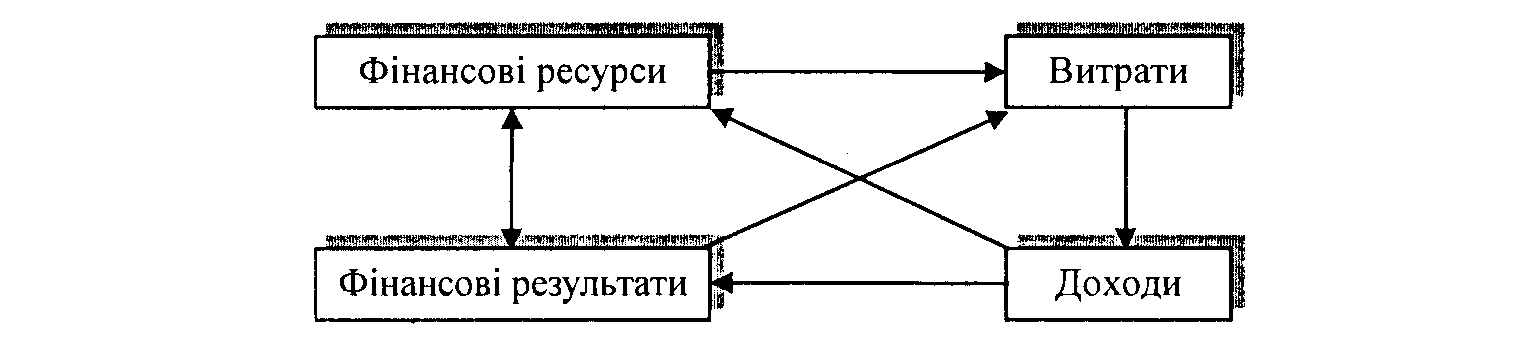 Фінансові ресурси
Витрати
Фінансові результати
Доходи